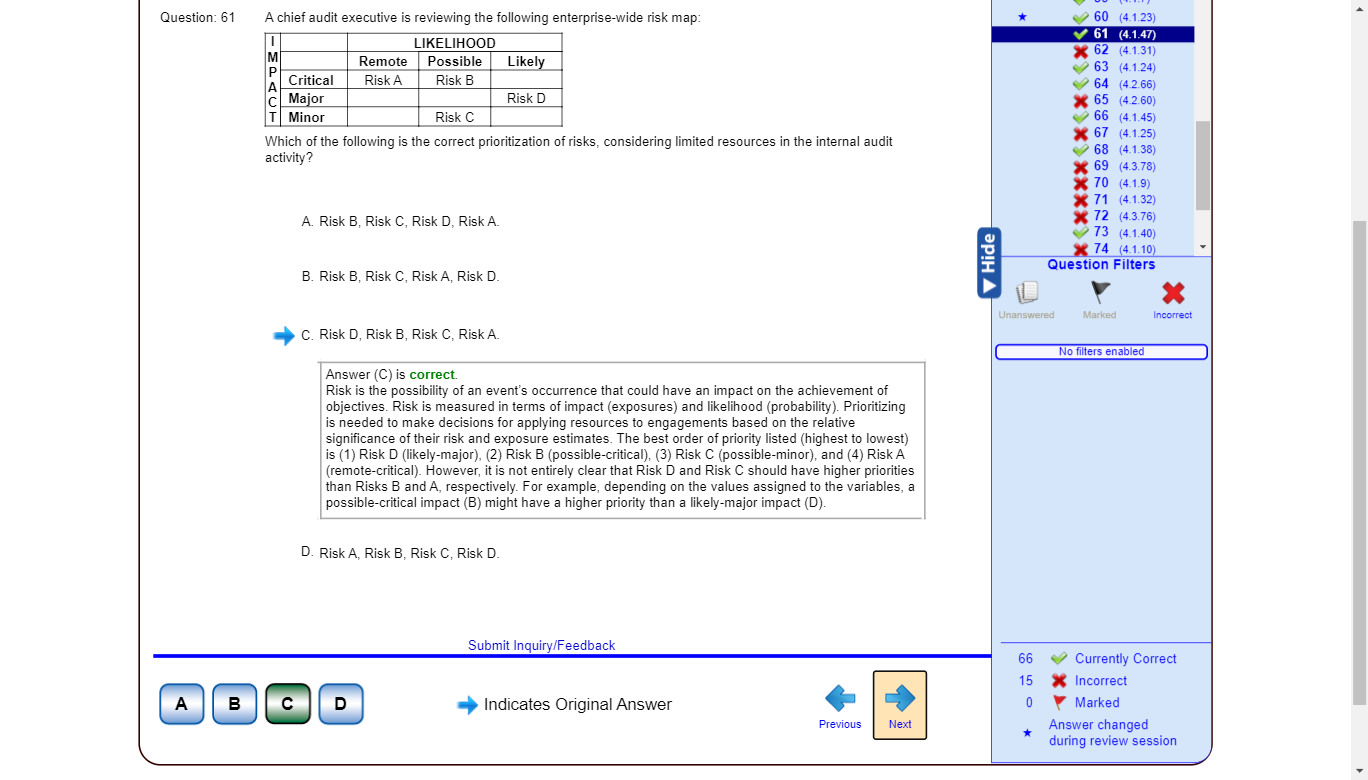 Question: 61
A chief audit executive is reviewing the following enterprise-wide risk map:
IMPACT
LIKELIHOOD
Remote Possible Likely
Critical Risk A Risk B
Major Risk D
Minor Risk C
Which of the following is the correct prioritization of risks, considering limited resources in the internal audit
activity?
A. Risk B, Risk C, Risk D, Risk A.
B. Risk B, Risk C, Risk A, Risk D.
C. Risk D, Risk B, Risk C, Risk A.
Answer (C) is correct.
Risk is the possibility of an event's occurrence that could have an impact on the achievement of
objectives. Risk is measured in terms of impact (exposures) and likelihood (probability). Prioritizing
is needed to make decisions for applying resources to engagements based on the relative
significance of their risk and exposure estimates. The best order of priority listed (highest to lowest)
is (1) Risk D (likely-major), (2) Risk B (possible-critical), (3) Risk C (possible-minor), and (4) Risk A
(remote-critical). However, it is not entirely clear that Risk D and Risk C should have higher priorities
than Risks B and A, respectively. For example, depending on the values assigned to the variables, a
possible-critical impact (B) might have a higher priority than a likely-major impact (D).
D. Risk A, Risk B, Risk C, Risk D.
Submit Inquiry/Feedback
A B C D
Indicates Original Answer
Previous
Next
60 (4.1.23)
61 (4.1.47)
62 (4.1.31)
63 (4.1.24)
64 (4.2.66)
65 (4.2.60)
66 (4.1.45)
67 (4.1.25)
68 (4.1.38)
69 (4.3.78)
70 (4.1.9)
71 (4.1.32)
72 (4.3.76)
73 (4.1.40)
74 (4.1.10)
Hide
Question Filters
Unanswered Marked Incorrect
No filters enabled
66 Currently Correct
15 Incorrect
0 Marked
Answer changed
during review session